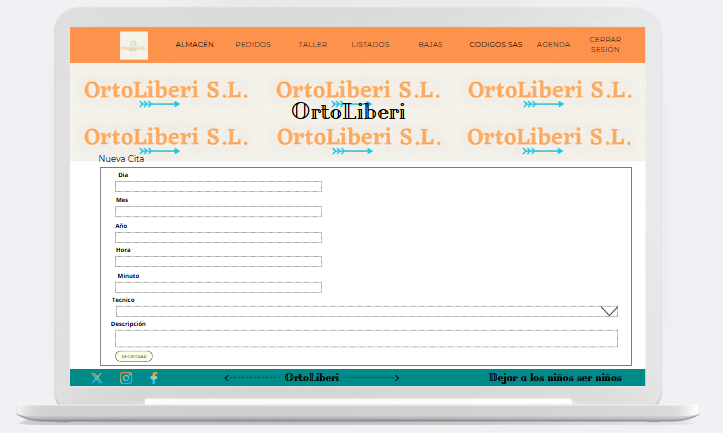 ALMACÉN PEDIDOS TALLER LISTADOS BAJAS CODIGOS SAS AGENDA CERRAR SESIÓN
OrtoLiberi S.L. OrtoLiberi S.L. OrtoLiberi S.L.
OrtoLiberi
OrtoLiberi S.L. OrtoLiberi S.L. OrtoLiberi S.L.
Nueva Cita
Dia
Mes
Año
Hora
Minuto
Tecnico
Descripción
OrtoLiberi Dejar a los niños ser niños